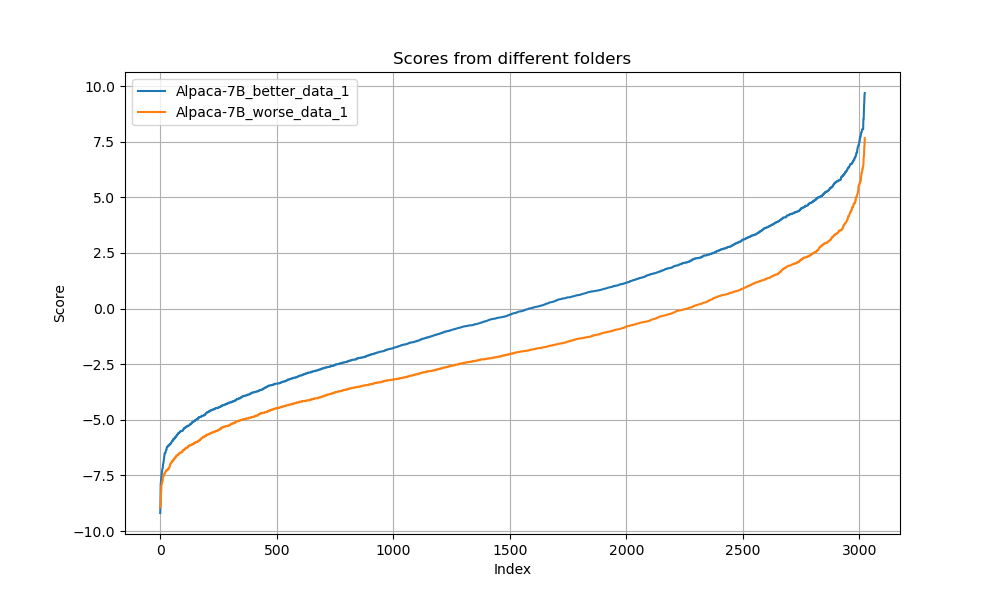 Scores from different folders
Alpaca-7B_better_data_1
Alpaca-7B_worse_data_1
10.0
7.5
5.0
2.5
0.0
−2.5
−5.0
−7.5
−10.0
Score
0 500 1000 1500 2000 2500 3000
Index